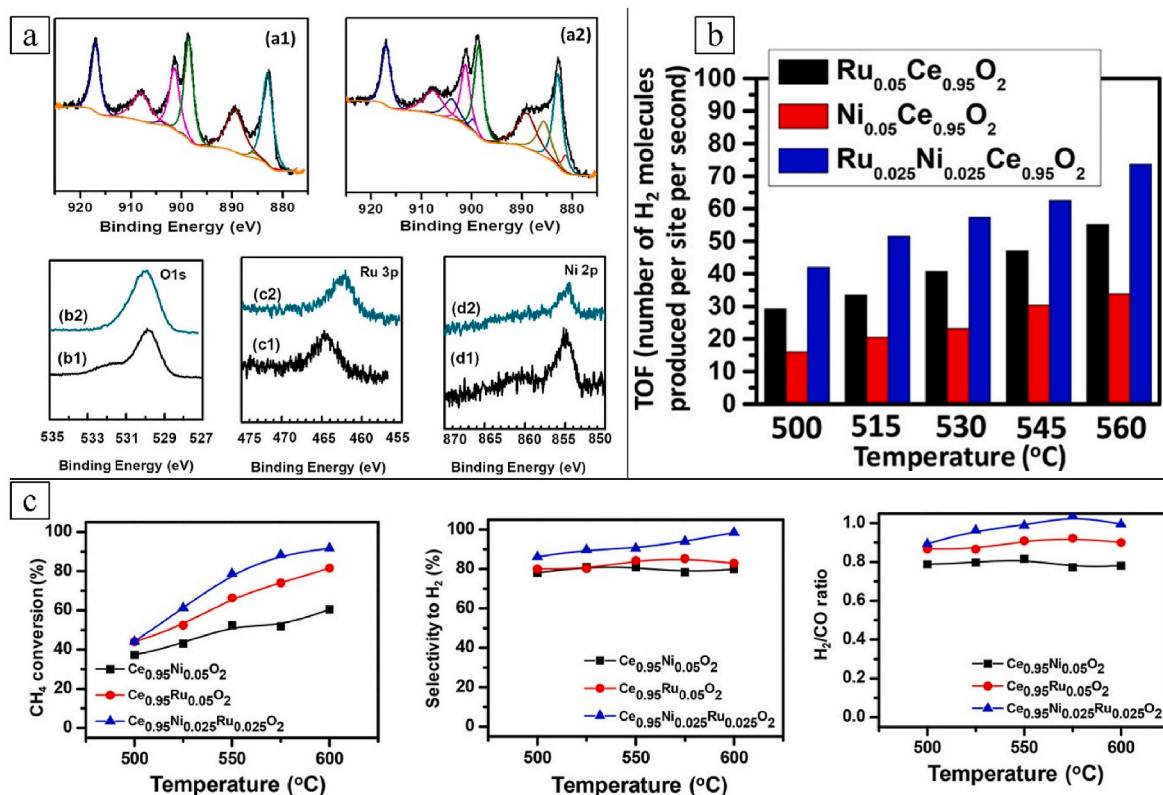 a
(a1)
920 910 900 890 880
Binding Energy (eV)
(a2)
920 910 900 890 880
Binding Energy (eV)
O1s
(b2)
(b1)
535 533 531 529 527
Binding Energy (eV)
Ru 3p
(c2)
(c1)
475 470 465 460 455
Binding Energy (eV)
Ni 2p
(d2)
(d1)
870 865 860 855 850
Binding Energy (eV)
b
Ru0.05Ce0.95O2
Ni0.05Ce0.95O2
Ru0.025Ni0.025Ce0.95O2
TOF (number of H2 molecules
produced per site per second)
100
90
80
70
60
50
40
30
20
10
0
500 515 530 545 560
Temperature (oC)
c
CH4 conversion (%)
100
80
60
40
20
0
Ce0.95Ni0.05O2
Ce0.95Ru0.05O2
Ce0.95Ni0.025Ru0.025O2
500 550 600
Temperature (oC)
Selectivity to H2 (%)
100
80
60
40
20
0
Ce0.95Ni0.05O2
Ce0.95Ru0.05O2
Ce0.95Ni0.025Ru0.025O2
500 550 600
Temperature (oC)
H2/CO ratio
1.0
0.8
0.6
0.4
0.2
0.0
Ce0.95Ni0.05O2
Ce0.95Ru0.05O2
Ce0.95Ni0.025Ru0.025O2
500 550 600
Temperature (oC)